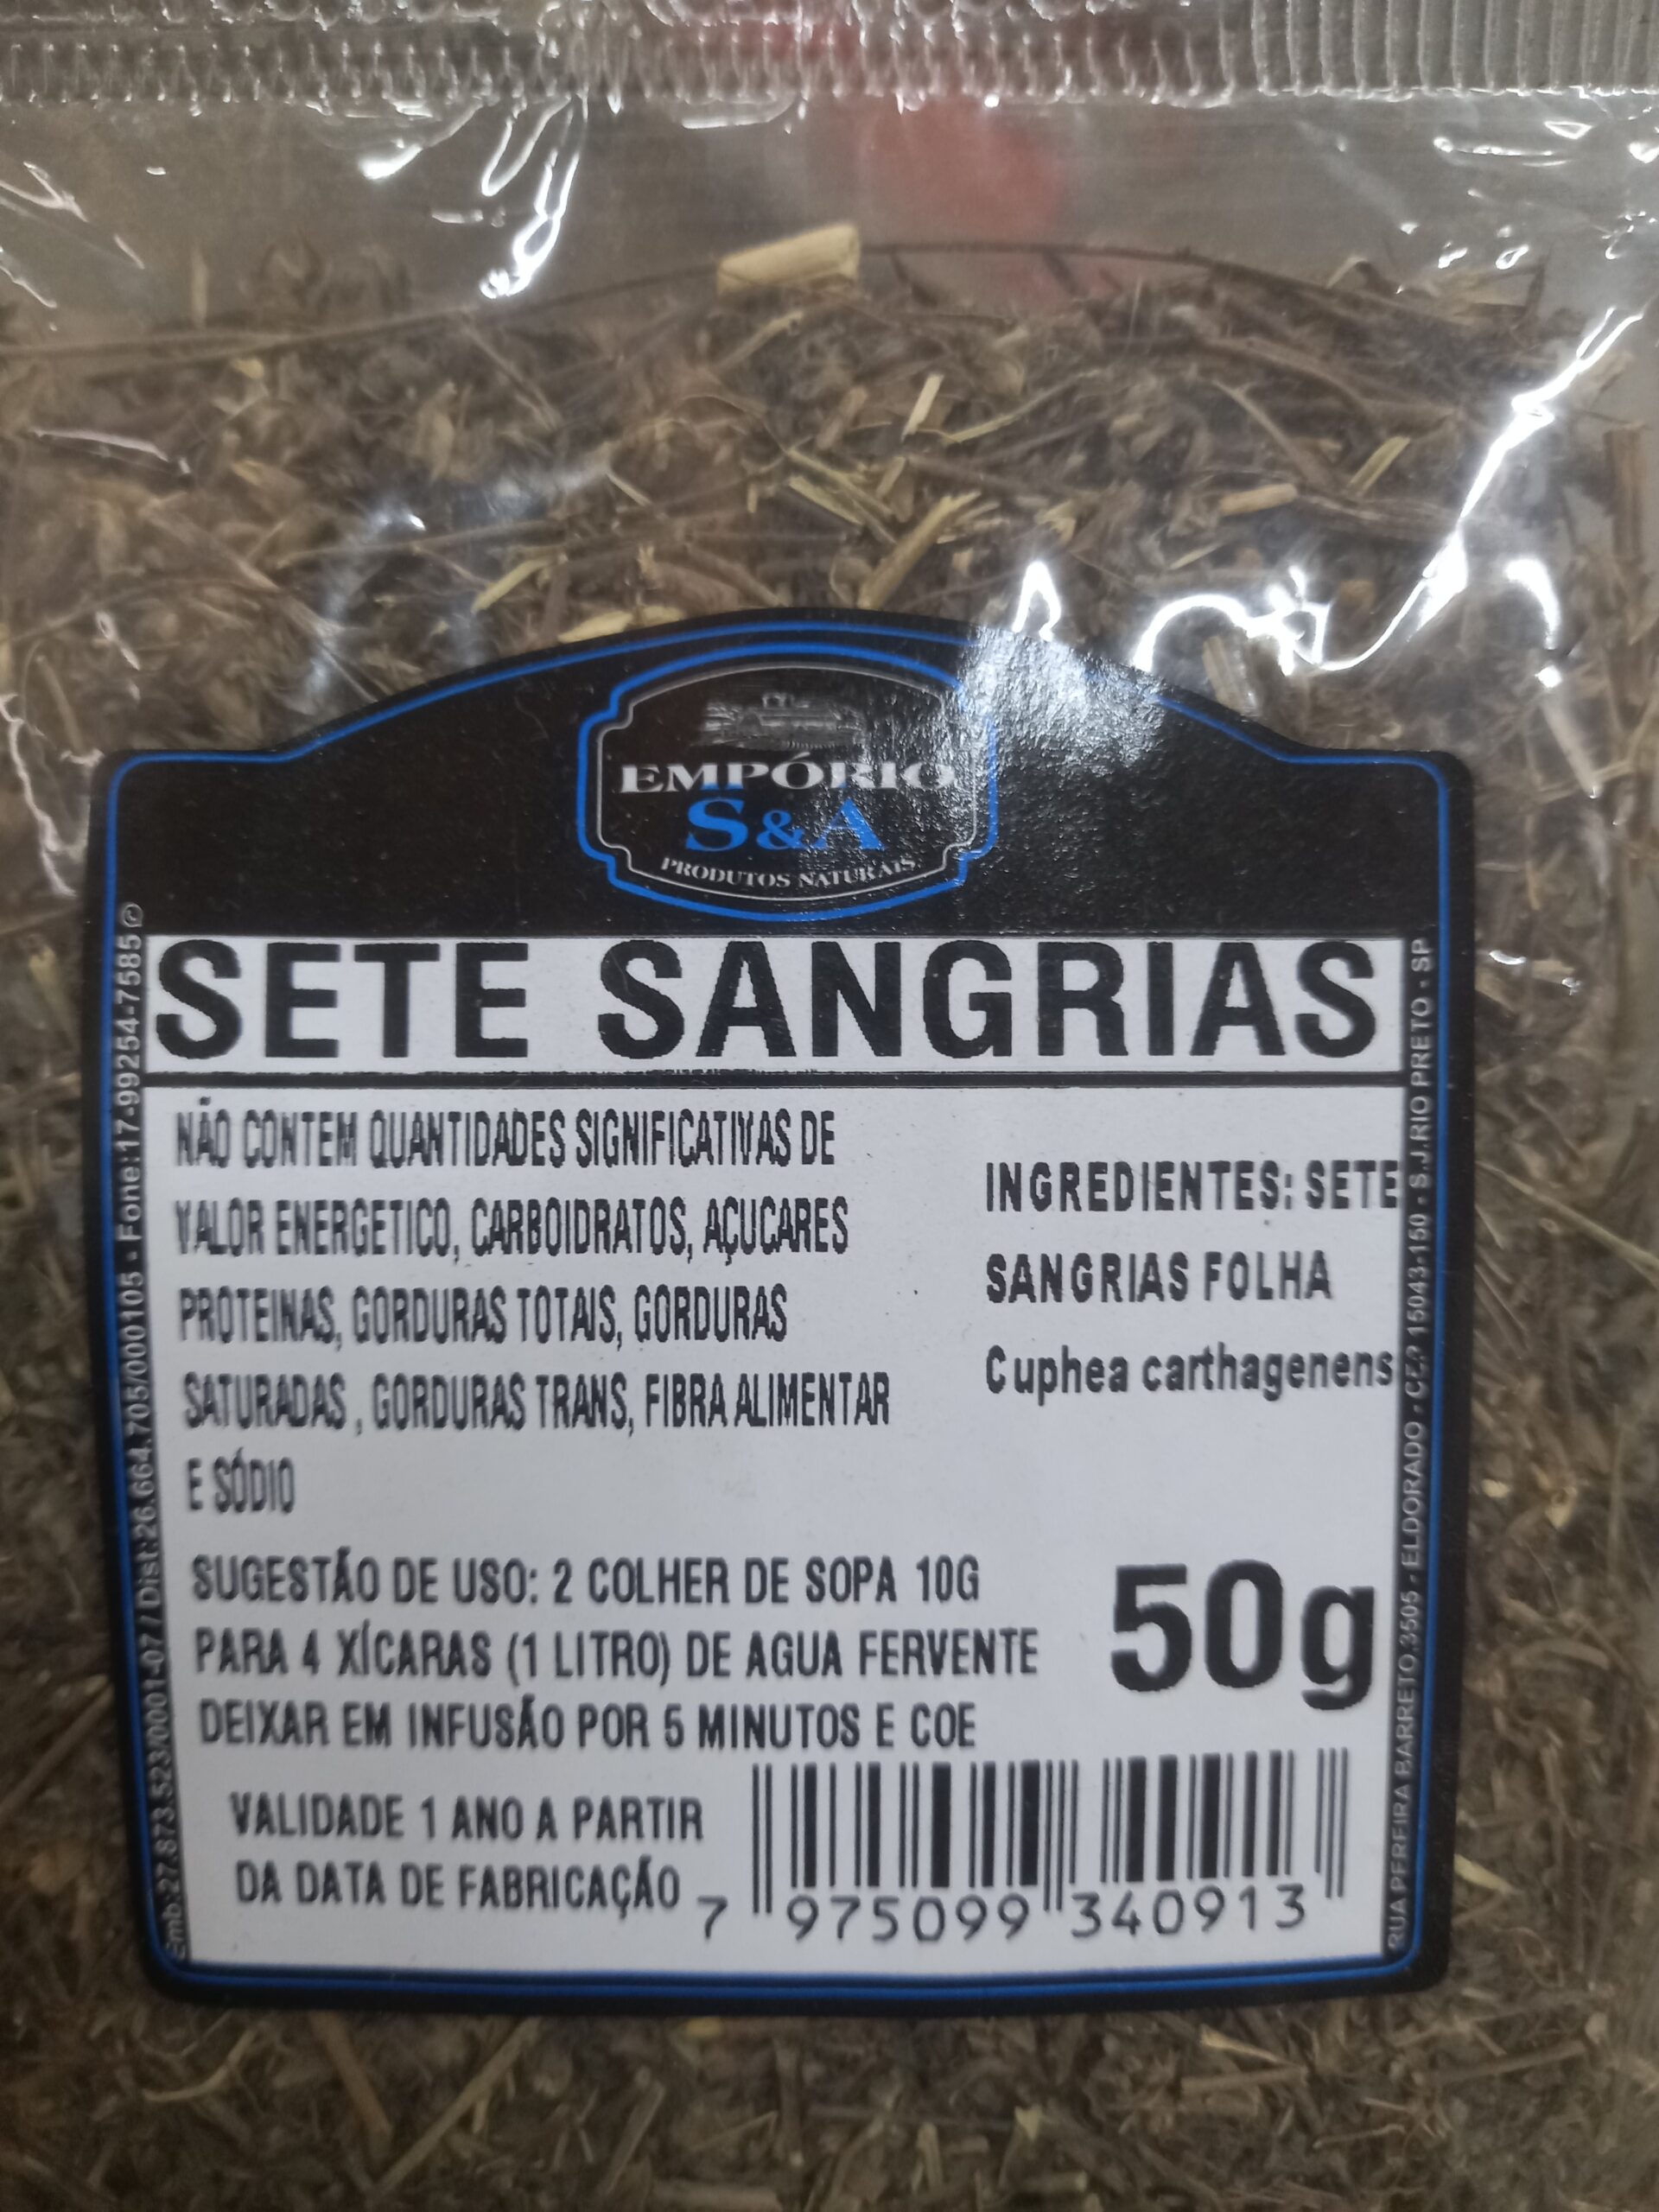 EMPÓRIO
S&A
PRODUTOS NATURAIS
SETE SANGRIAS
NÃO CONTEM QUANTIDADES SIGNIFICATIVAS DE
VALOR ENERGETICO, CARBOIDRATOS, AÇUCARES
PROTEINAS, GORDURAS TOTAIS, GORDURAS
SATURADAS , GORDURAS TRANS, FIBRA ALIMENTAR
E SÓDIO
INGREDIENTES: SETE
SANGRIAS FOLHA
Cuphea carthagenens
SUGESTÃO DE USO: 2 COLHER DE SOPA 10G
PARA 4 XÍCARAS (1 LITRO) DE AGUA FERVENTE
DEIXAR EM INFUSÃO POR 5 MINUTOS E COE
50g
VALIDADE 1 ANO A PARTIR
DA DATA DE FABRICAÇÃO
7 975099 340913
Emb:27.873.523/0001-07 / Dist:26.664.705/000105 - Fone:17-99254-7585 ©
RUA PEREIRA BARRETO,3505 - ELDORADO - CEP 15043-150 - S.J.RIO PRETO - SP